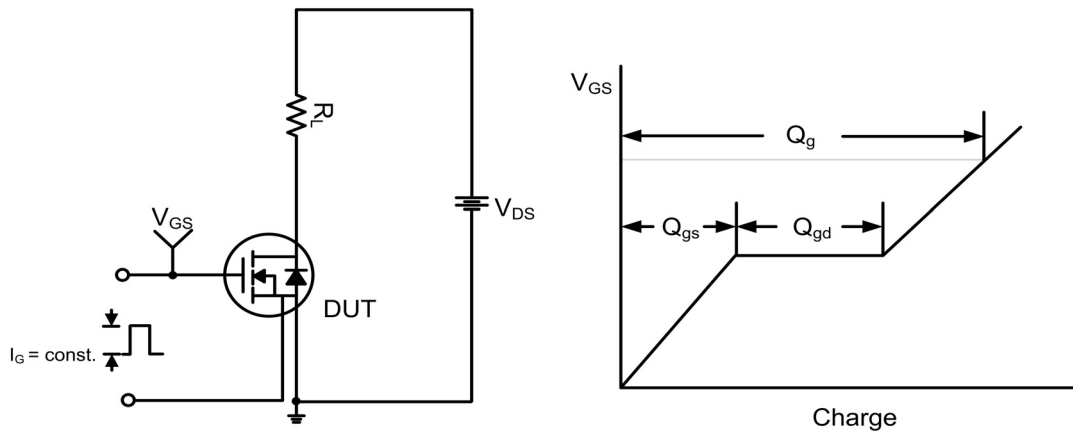 R_L
V_GS
V_DS
DUT
I_G = const.
V_GS
Q_g
Q_gs
Q_gd
Charge